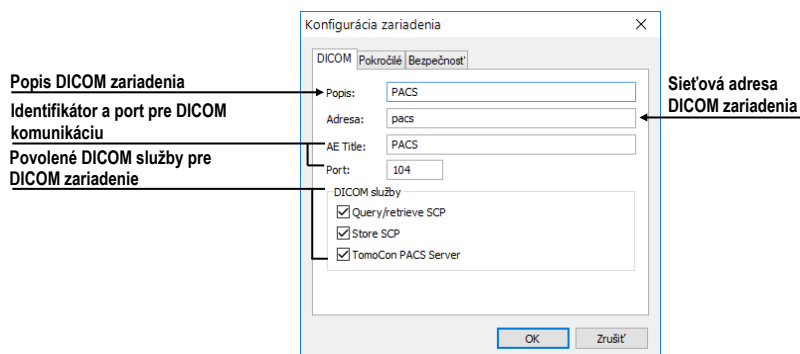 Konfigurácia zariadenia
DICOM Pokročilé Bezpečnosť
Popis DICOM zariadenia
Popis: PACS
Sieťová adresa
DICOM zariadenia
Identifikátor a port pre DICOM
komunikáciu
Adresa: pacs
AE Title: PACS
Povolené DICOM služby pre
DICOM zariadenie
Port: 104
DICOM služby
Query/retrieve SCP
Store SCP
TomoCon PACS Server
OK Zrušiť